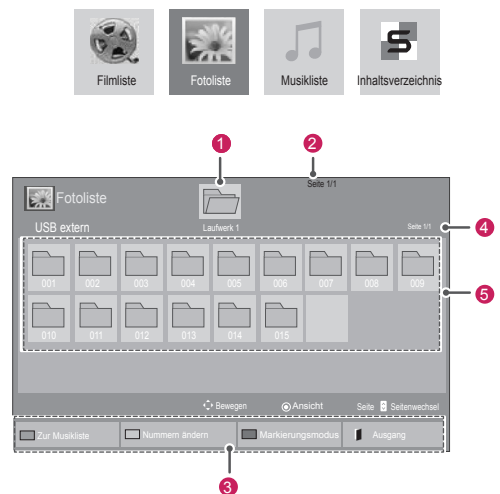 Filmliste Fotoliste Musikliste Inhaltsverzeichnis
1 2
Seite 1/1
Fotoliste
USB extern Laufwerk 1 Seite 1/1 4
001 002 003 004 005 006 007 008 009
5
010 011 012 013 014 015
Bewegen Ansicht Seite Seitenwechsel
Zur Musikliste Nummern ändern Markierungsmodus Ausgang
3